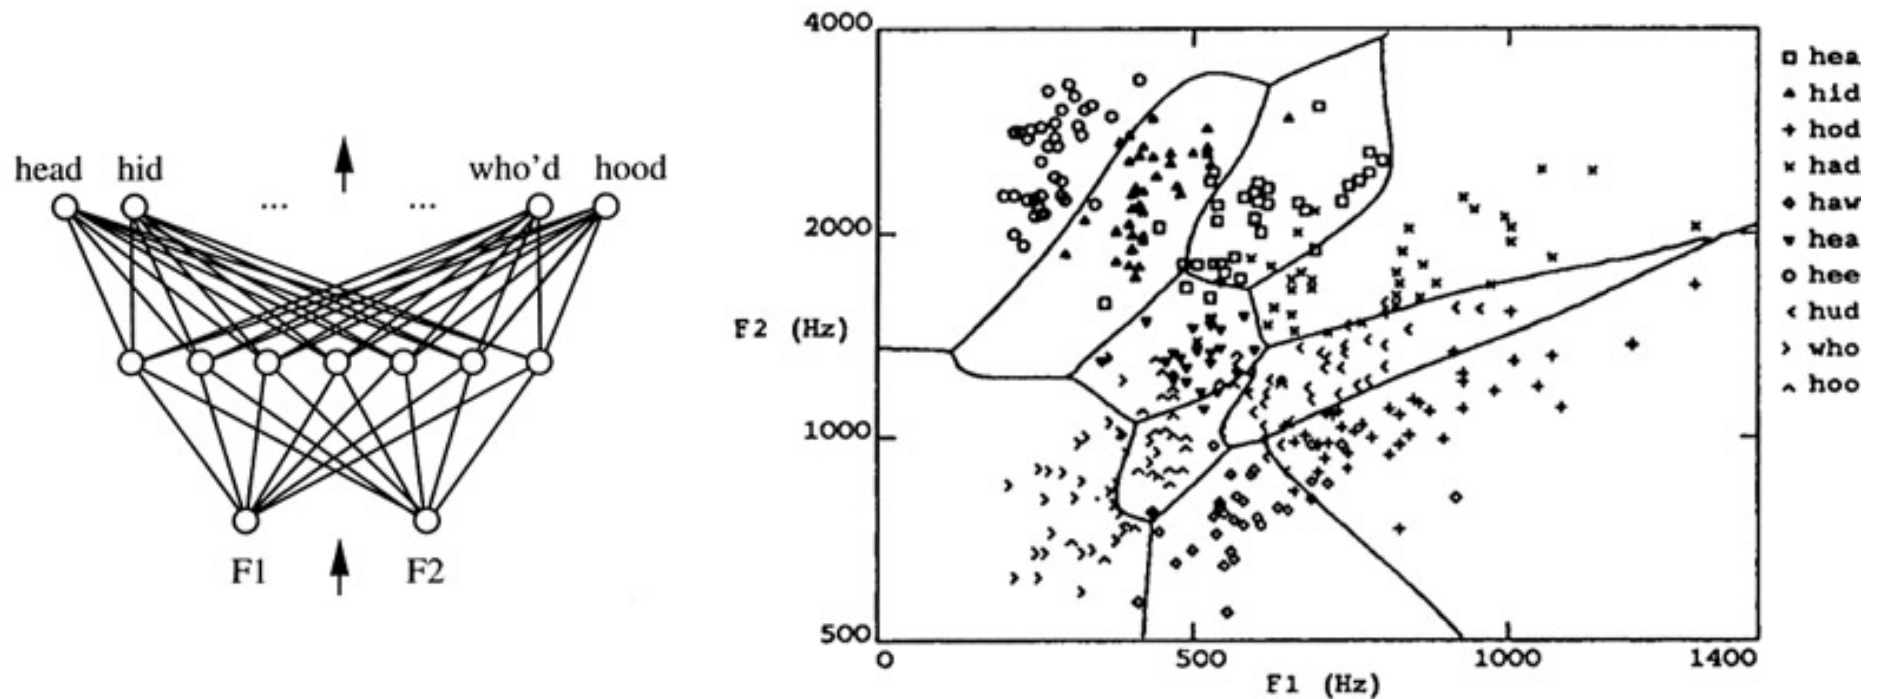 head hid who'd hood
... ...
F1 F2
4000
2000
F2 (Hz)
1000
500
0 500 1000 1400
F1 (Hz)
hea
hid
hod
had
haw
hea
hee
hud
who
hoo